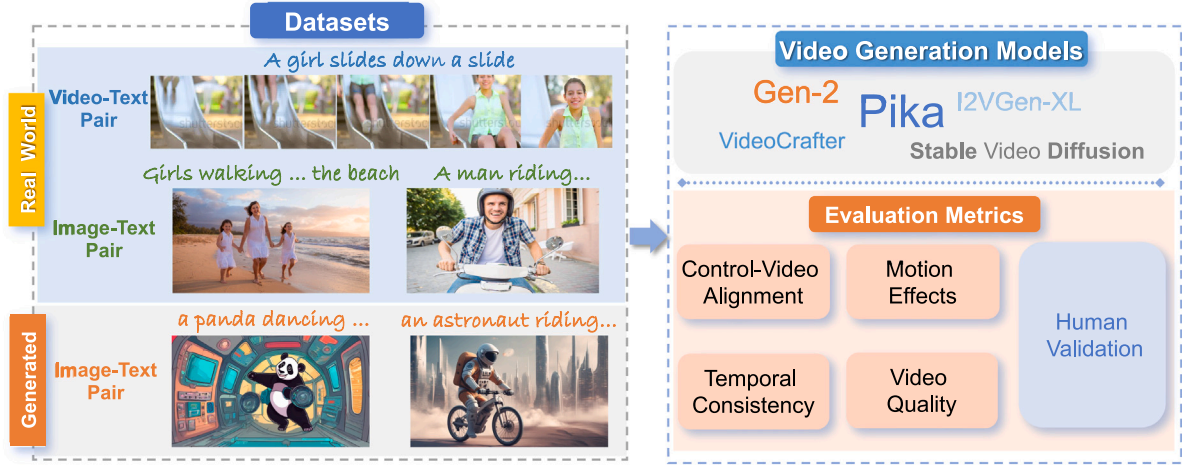 Datasets
Real World
Video-Text
Pair
A girl slides down a slide
Image-Text
Pair
Girls walking ... the beach
A man riding...
Generated
Image-Text
Pair
a panda dancing ...
an astronaut riding...
Video Generation Models
Gen-2
Pika
I2VGen-XL
VideoCrafter
Stable Video Diffusion
Evaluation Metrics
Control-Video
Alignment
Motion
Effects
Human
Validation
Temporal
Consistency
Video
Quality